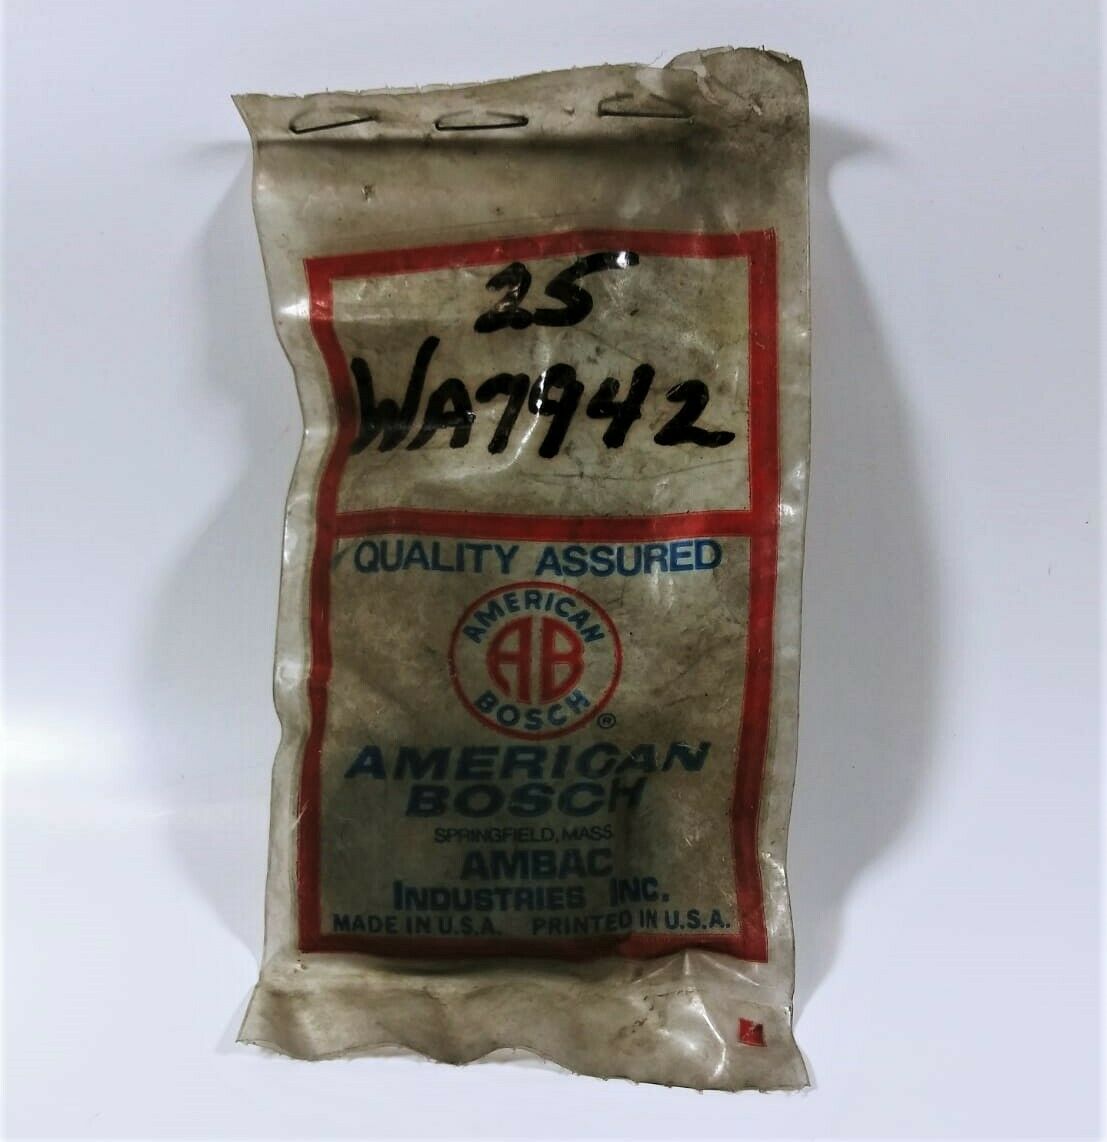 25
WA7942
QUALITY ASSURED
AMERICAN
AB
BOSCH
®
AMERICAN
BOSCH
SPRINGFIELD, MASS
AMBAC
INDUSTRIES INC.
MADE IN U.S.A. PRINTED IN U.S.A.